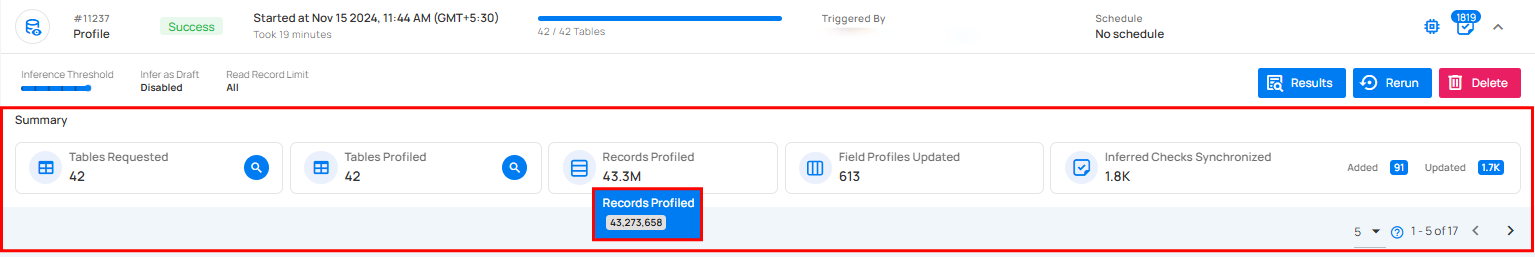 #11237
Profile
Success
Started at Nov 15 2024, 11:44 AM (GMT+5:30)
Took 19 minutes
42 / 42 Tables
Triggered By
Schedule
No schedule
1819
Inference Threshold
Infer as Draft
Disabled
Read Record Limit
All
Results
Rerun
Delete
Summary
Tables Requested
42
Tables Profiled
42
Records Profiled
43.3M
Field Profiles Updated
613
Inferred Checks Synchronized
1.8K
Added 91 Updated 1.7K
Records Profiled
43,273,658
5 ? 1 - 5 of 17